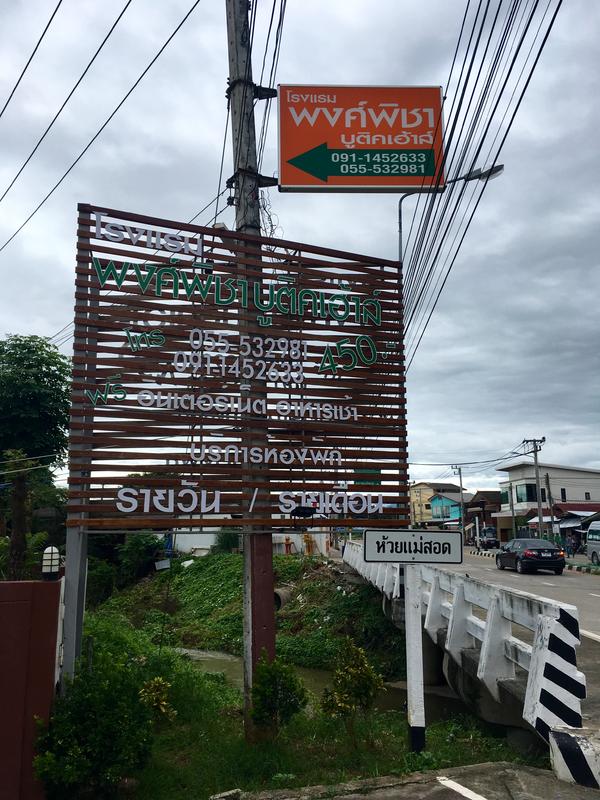 โรงแรม
พงศ์พิชา
บูติคเฮ้าส์
091-1452633
055-532981
โรงแรม
พงศ์พิชา บูติคเฮ้าส์
โทร 055-532981 450.-
091-1452633
ฟรี อินเตอร์เน็ต อาหารเช้า
บริการห้องพัก
รายวัน / รายเดือน
ห้วยแม่สอด